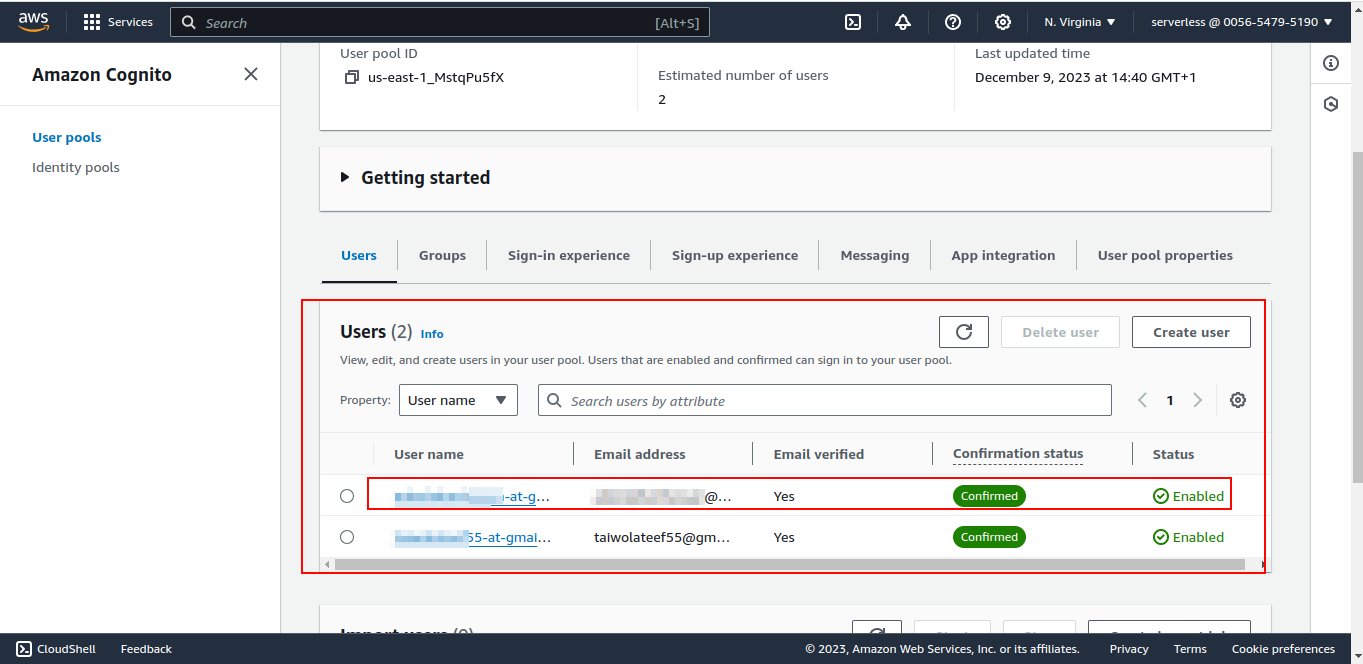 aws Services Search [Alt+S] N. Virginia serverless @ 0056-5479-5190
Amazon Cognito
User pools
Identity pools
User pool ID
us-east-1_MstqPu5fX
Estimated number of users
2
Last updated time
December 9, 2023 at 14:40 GMT+1
Getting started
Users Groups Sign-in experience Sign-up experience Messaging App integration User pool properties
Users (2) Info
Delete user Create user
View, edit, and create users in your user pool. Users that are enabled and confirmed can sign in to your user pool.
Property: User name Search users by attribute 1
User name Email address Email verified Confirmation status Status
-at-g... @... Yes Confirmed Enabled
55-at-gmai... taiwolateef55@gm... Yes Confirmed Enabled
Import users (0)
CloudShell Feedback © 2023, Amazon Web Services, Inc. or its affiliates. Privacy Terms Cookie preferences